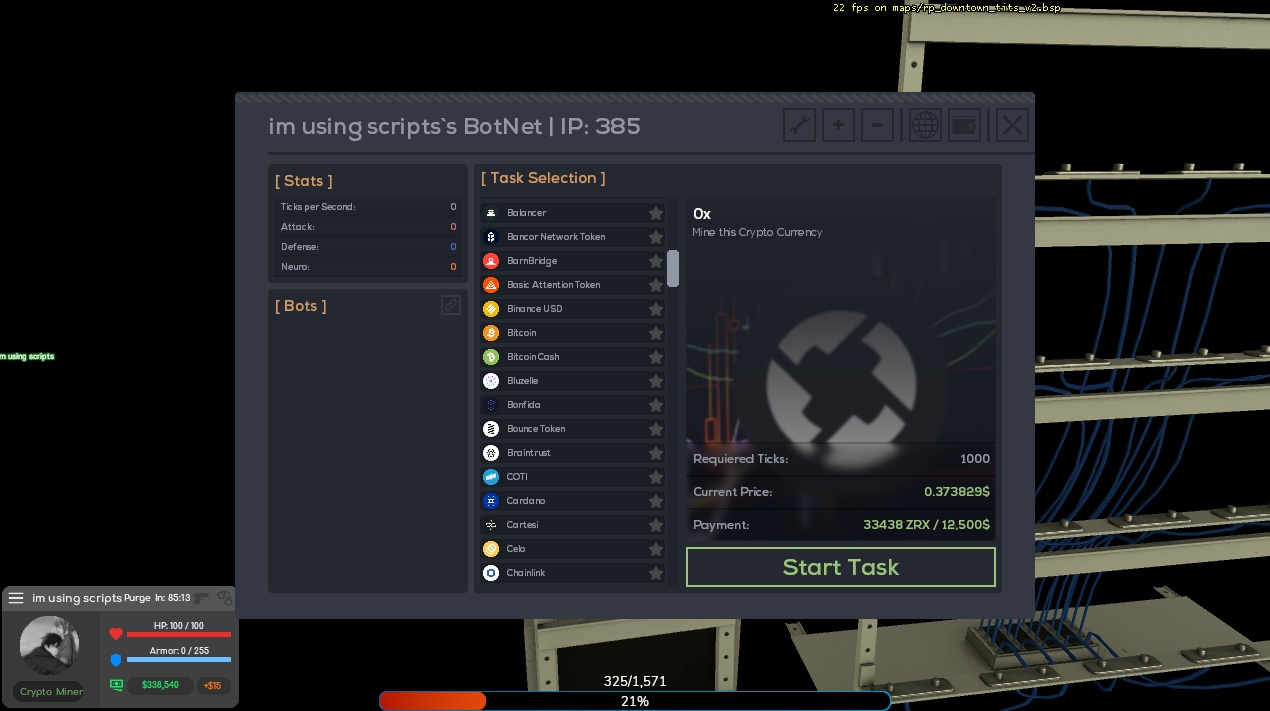 22 fps on maps/rp_downtown_tits_v2.bsp
im using scripts`s BotNet | IP: 385
[ Stats ]
Ticks per Second: 0
Attack: 0
Defense: 0
Neuro: 0
[ Bots ]
[ Task Selection ]
Balancer
Bancor Network Token
BarnBridge
Basic Attention Token
Binance USD
Bitcoin
Bitcoin Cash
Bluzelle
Bonfida
Bounce Token
Braintrust
COTI
Cardano
Cartesi
Celo
Chainlink
0x
Mine this Crypto Currency
Requiered Ticks: 1000
Current Price: 0.373829$
Payment: 33438 ZRX / 12,500$
Start Task
m using scripts
im using scripts Purge In: 85:13
HP: 100 / 100
Armor: 0 / 255
$338,540 +$15
Crypto Miner
325/1,571
21%